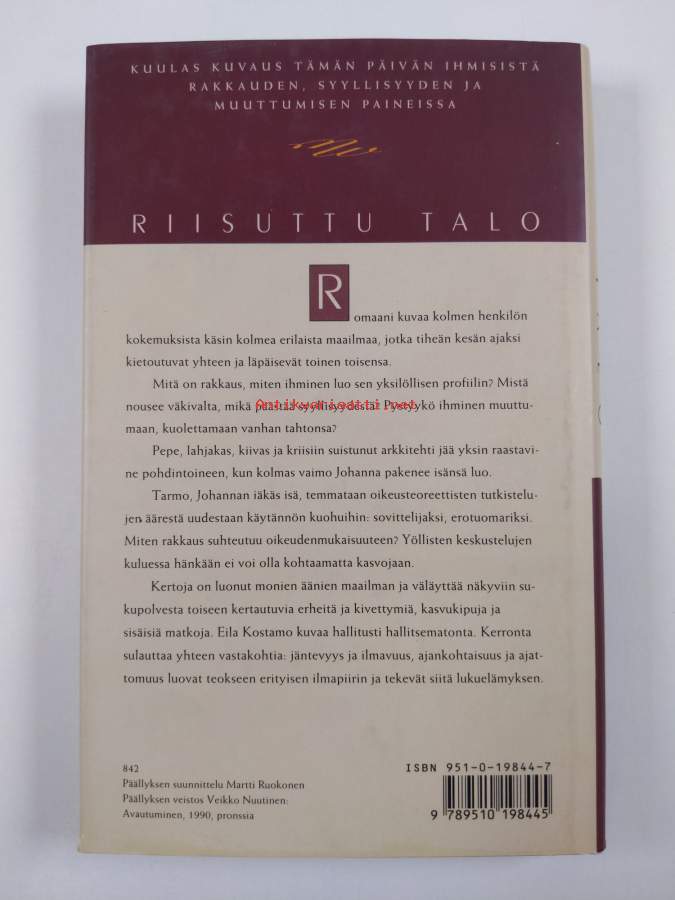 KUULAS KUVAUS TÄMÄN PÄIVÄN IHMISISTÄ
RAKKAUDEN, SYYLLISYYDEN JA
MUUTTUMISEN PAINEISSA
RIISUTTU TALO
Romaani kuvaa kolmen henkilön
kokemuksista käsin kolmea erilaista maailmaa, jotka tiheän kesän ajaksi
kietoutuvat yhteen ja läpäisevät toinen toisensa.
Mitä on rakkaus, miten ihminen luo sen yksilöllisen profiilin? Mistä
nousee väkivalta, mikä päästää syyllisyydestä? Pystyykö ihminen muuttu-
Antikvariaatti.net
maan, kuolettamaan vanhan tahtonsa?
Pepe, lahjakas, kiivas ja kriisiin suistunut arkkitehti jää yksin raastavi-
ne pohdintoineen, kun kolmas vaimo Johanna pakenee isänsä luo.
Tarmo, Johannan iäkäs isä, temmataan oikeusteoreettisten tutkistelu-
jen äärestä uudestaan käytännön kuohuihin: sovittelijaksi, erotuomariksi.
Miten rakkaus suhteutuu oikeudenmukaisuuteen? Yöllisten keskustelujen
kuluessa hänkään ei voi olla kohtaamatta kasvojaan.
Kertoja on luonut monien äänien maailman ja väläyttää näkyviin su-
kupolvesta toiseen kertautuvia erheitä ja kivettymiä, kasvukipuja ja
sisäisiä matkoja. Eila Kostamo kuvaa hallitusti hallitsematonta. Kerronta
sulauttaa yhteen vastakohtia: jäntevyys ja ilmavuus, ajankohtaisuus ja ajat-
tomuus luovat teokseen erityisen ilmapiirin ja tekevät siitä lukuelämyksen.
842
Päällyksen suunnittelu Martti Ruokonen
Päällyksen veistos Veikko Nuutinen:
Avautuminen, 1990, pronssia
ISBN 951-0-19844-7
9 789510 198445